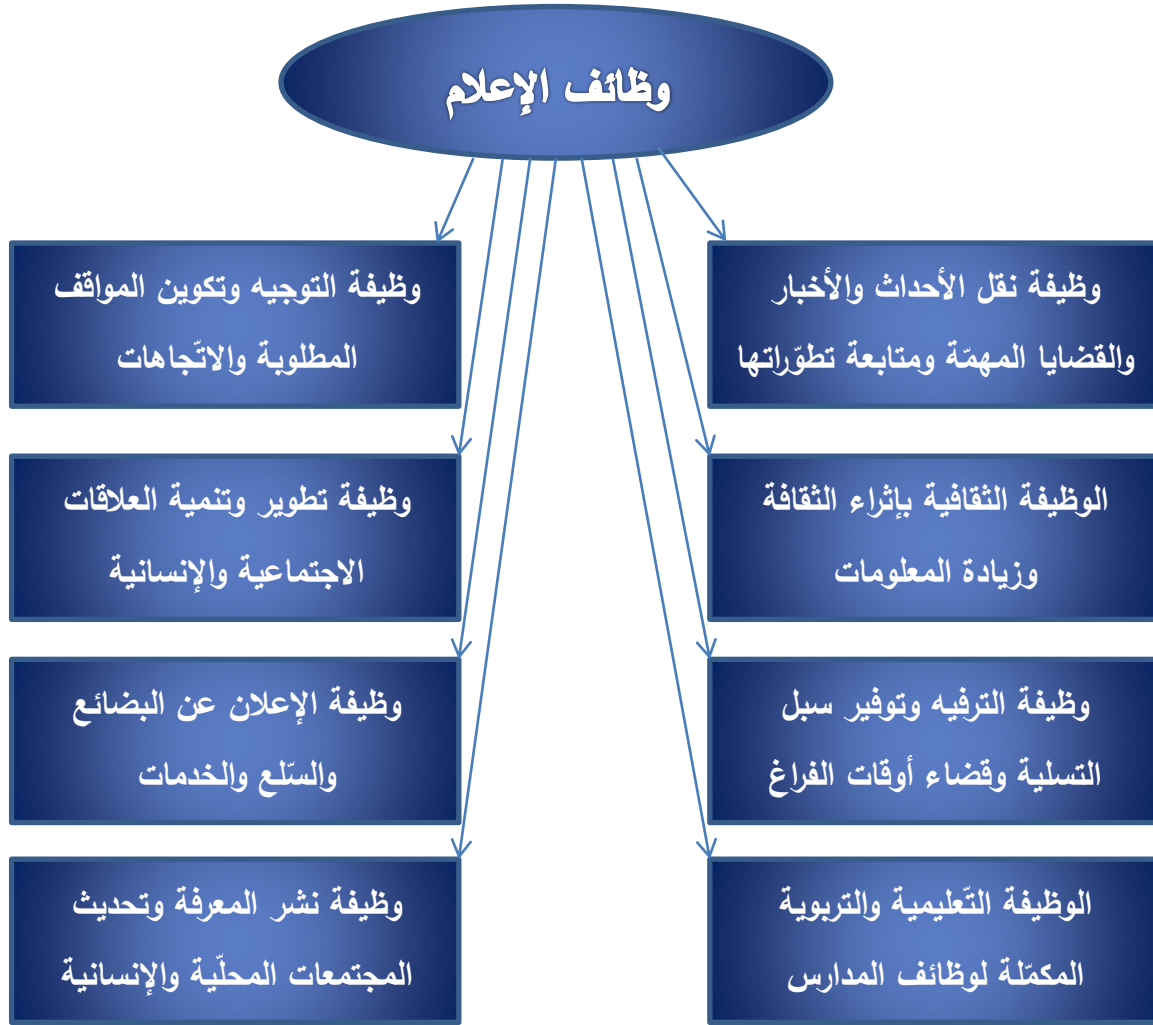 وظائف الإعلام
وظيفة نقل الأحداث والأخبار
والقضايا المهمّة ومتابعة تطوّراتها
وظيفة التوجيه وتكوين المواقف
المطلوبة والاتّجاهات
الوظيفة الثقافية بإثراء الثقافة
وزيادة المعلومات
وظيفة تطوير وتنمية العلاقات
الاجتماعية والإنسانية
وظيفة الترفيه وتوفير سبل
التسلية وقضاء أوقات الفراغ
وظيفة الإعلان عن البضائع
والسّلع والخدمات
الوظيفة التّعليمية والتربوية
المكمّلة لوظائف المدارس
وظيفة نشر المعرفة وتحديث
المجتمعات المحلّية والإنسانية